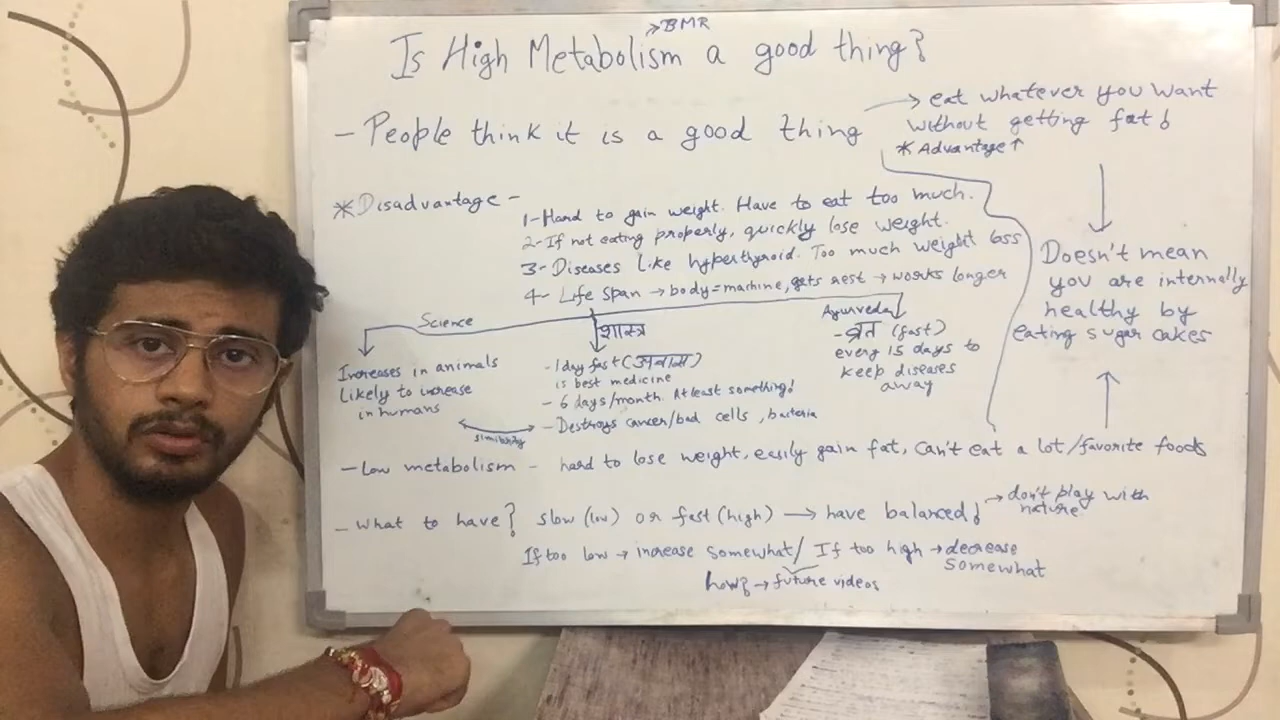 →BMR
Is High Metabolism a good thing?
- People think it is a good thing
→ eat whatever you want
without getting fat!
* Advantage ↑
* Disadvantage -
1- Hard to gain weight. Have to eat too much.
2- If not eating properly, quickly lose weight.
3- Diseases like hyperthyroid. Too much weight loss
4- Life span → body = machine, gets rest → works longer
Doesn't mean
you are internally
healthy by
eating sugar cakes
Science
Increases in animals
Likely to increase
in humans
शास्त्र
- 1 day fast
is best medicine
- 6 days/month. At least something!
- Destroys cancer/bad cells, bacteria
similarity
Ayurveda
- व्रत (fast)
every 15 days to
keep diseases
away
- Low metabolism - hard to lose weight, easily gain fat, can't eat a lot/favorite foods
- What to have? slow (low) or fast (high) → have balanced!
→ don't play with
nature
If too low → increase somewhat / If too high → decrease
somewhat
how? → future videos